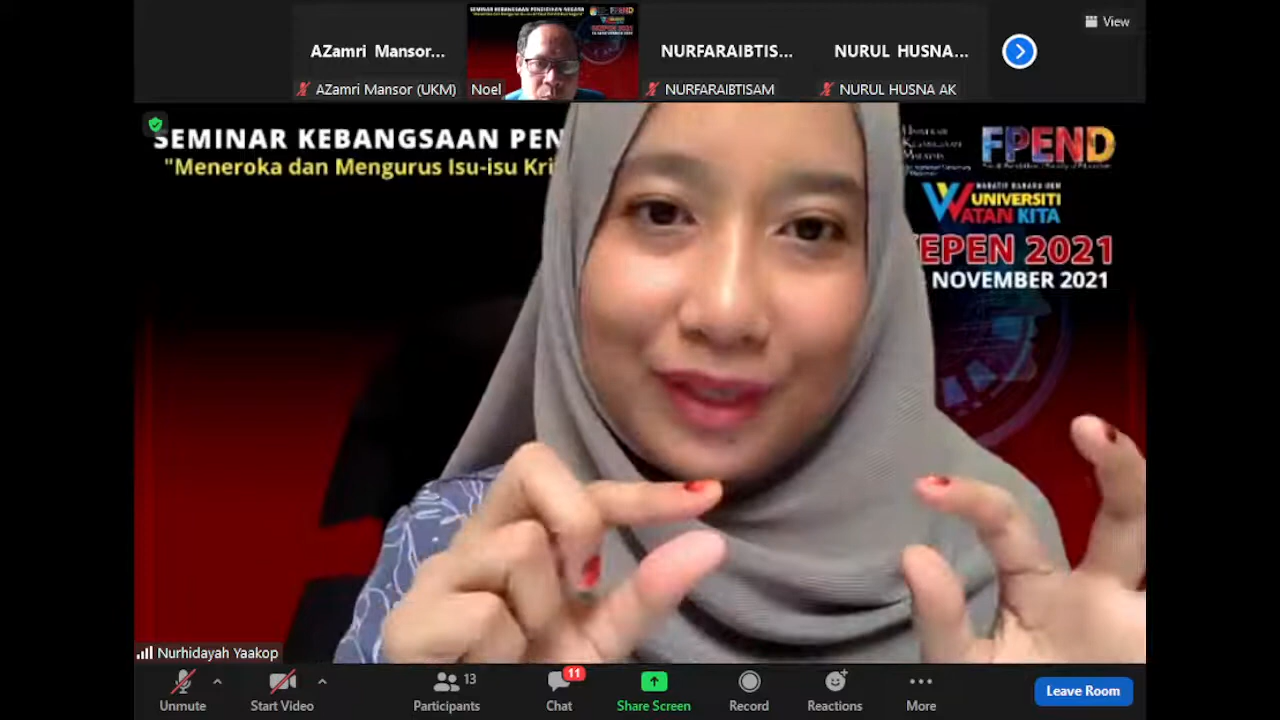 View
AZamri Mansor...
NURFARAIBTIS...
NURUL HUSNA...
AZamri Mansor (UKM)
Noel
NURFARAIBTISAM
NURUL HUSNA AK
SEMINAR KEBANGSAAN PEN
"Meneroka dan Mengurus Isu-isu Kri
FPEND
UNIVERSITI
WATAN KITA
EPEN 2021
NOVEMBER 2021
Nurhidayah Yaakop
13
11
Unmute
Start Video
Participants
Chat
Share Screen
Record
Reactions
More
Leave Room